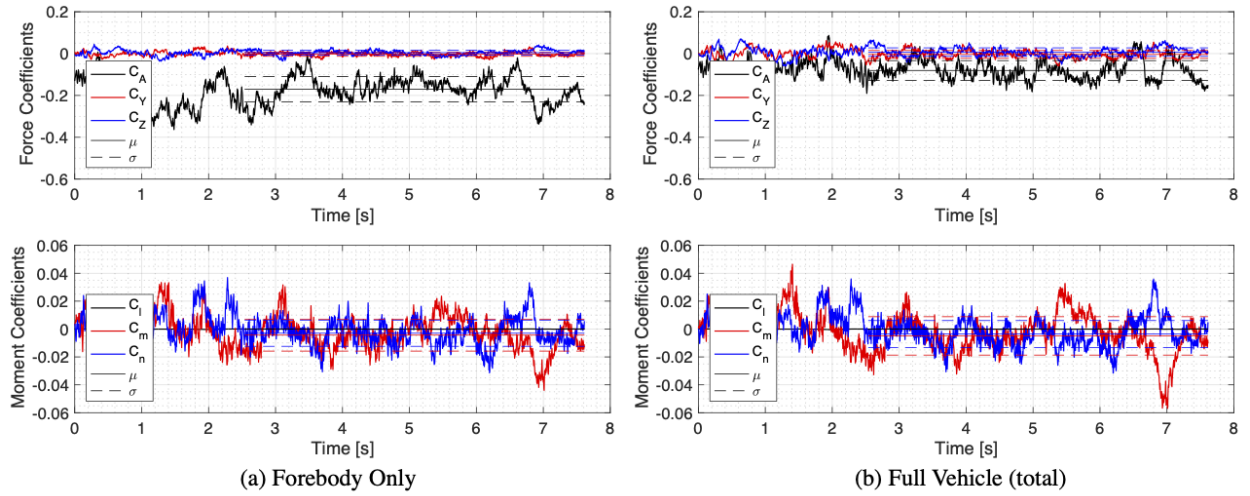 0.2
0
-0.2
-0.4
-0.6
Force Coefficients
C_A
C_Y
C_Z
μ
σ
0 1 2 3 4 5 6 7 8
Time [s]
0.2
0
-0.2
-0.4
-0.6
Force Coefficients
C_A
C_Y
C_Z
μ
σ
0 1 2 3 4 5 6 7 8
Time [s]
0.06
0.04
0.02
0
-0.02
-0.04
-0.06
Moment Coefficients
C_l
C_m
C_n
μ
σ
0 1 2 3 4 5 6 7 8
Time [s]
0.06
0.04
0.02
0
-0.02
-0.04
-0.06
Moment Coefficients
C_l
C_m
C_n
μ
σ
0 1 2 3 4 5 6 7 8
Time [s]
(a) Forebody Only
(b) Full Vehicle (total)